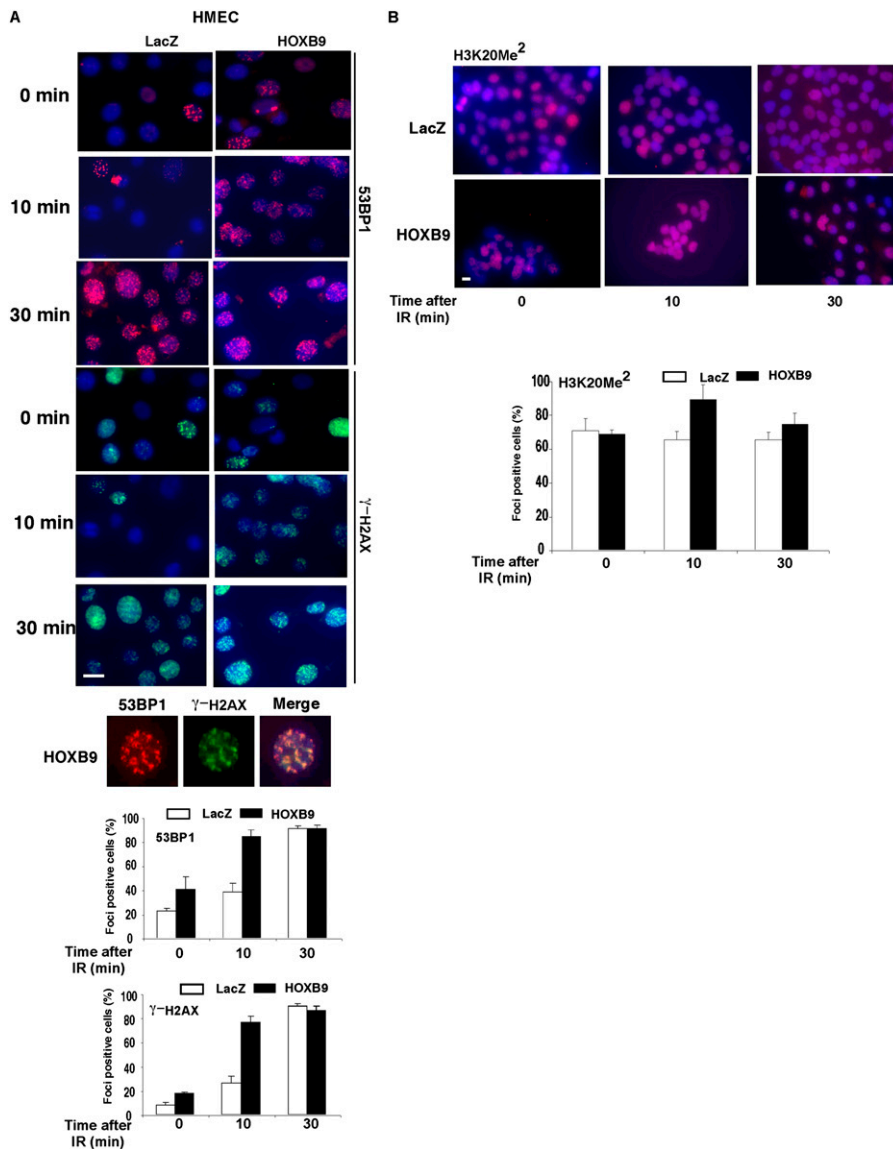 A
HMEC
LacZ HOXB9
0 min
10 min
30 min
53BP1
0 min
10 min
30 min
γ–H2AX
53BP1 γ–H2AX Merge
HOXB9
LacZ HOXB9
53BP1
Foci positive cells (%)
100
80
60
40
20
0
0 10 30
Time after
IR (min)
LacZ HOXB9
γ–H2AX
Foci positive cells (%)
100
80
60
40
20
0
0 10 30
Time after
IR (min)
B
H3K20Me2
LacZ
HOXB9
Time after
IR (min)
0 10 30
H3K20Me2
LacZ HOXB9
Foci positive cells (%)
100
80
60
40
20
0
Time after
IR (min)
0 10 30